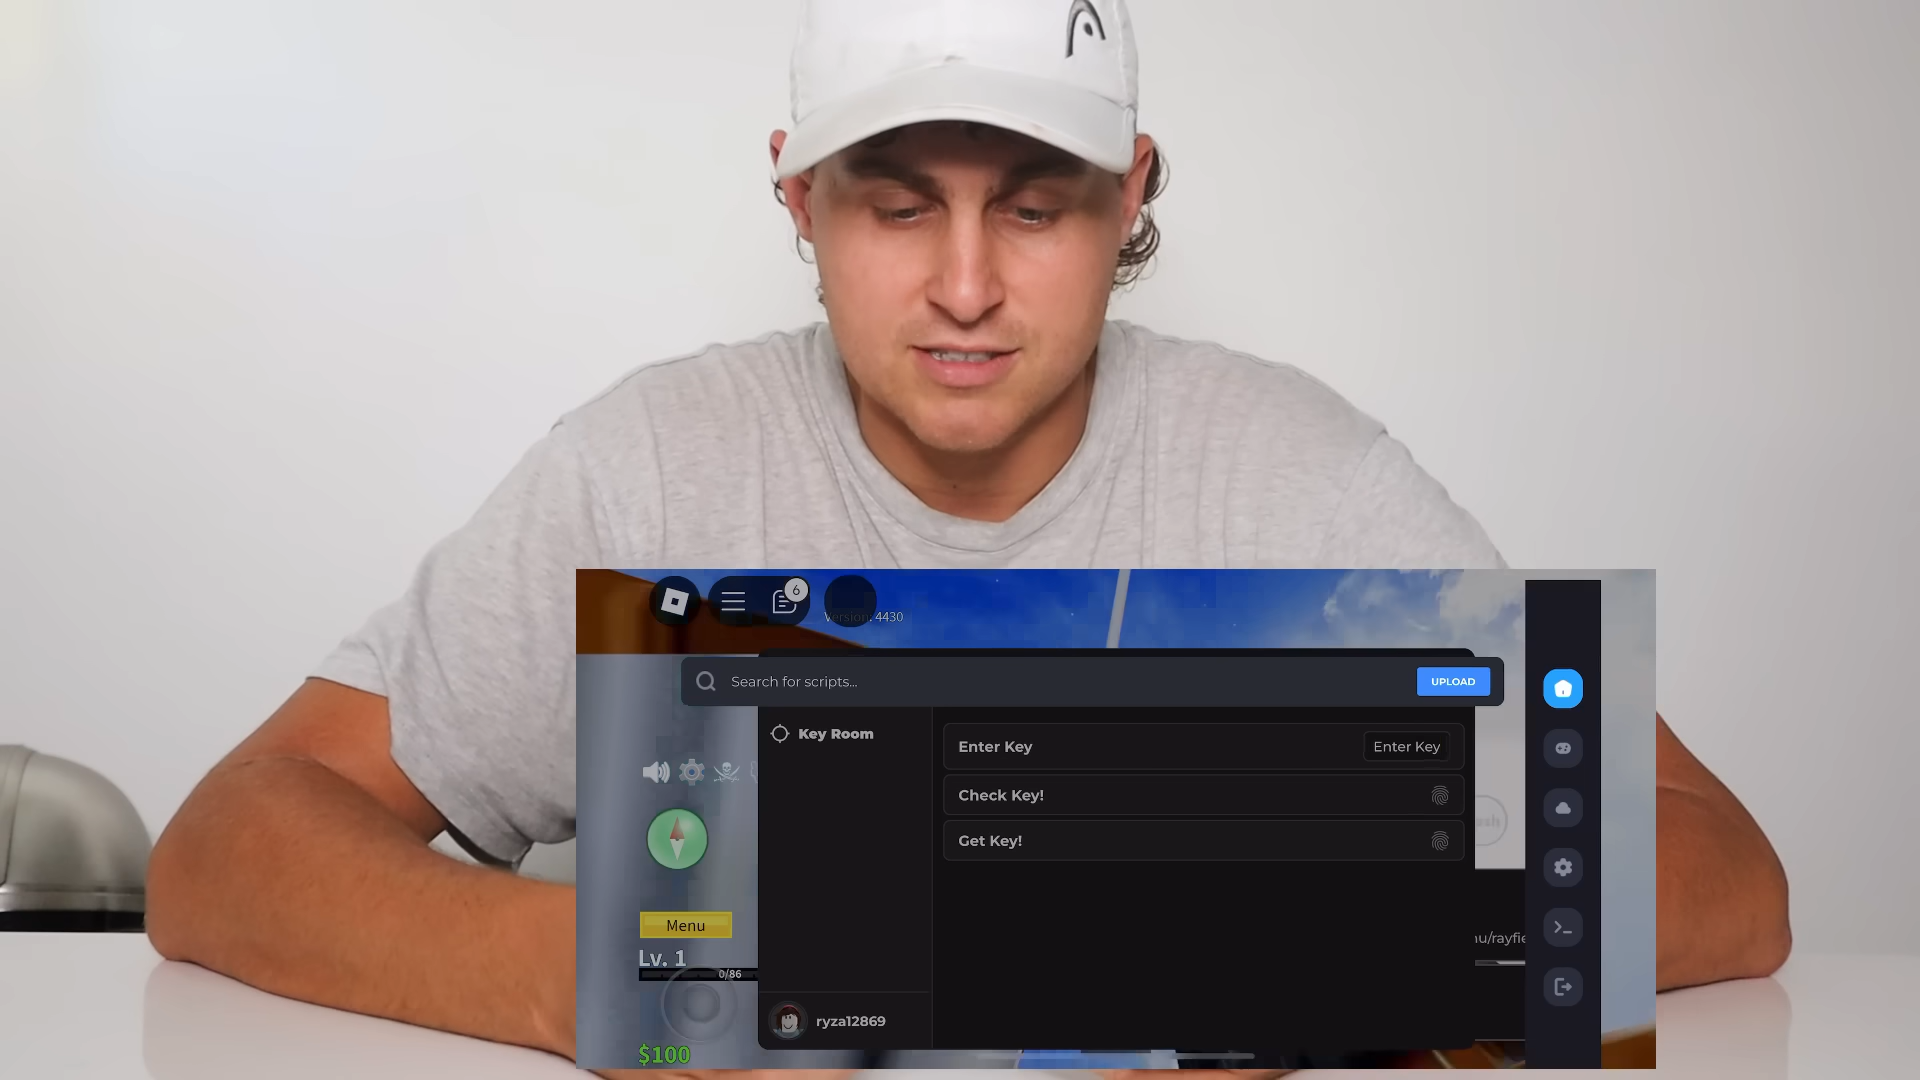 6
Version: 4430
Search for scripts...
UPLOAD
Key Room
Enter Key
Enter Key
Check Key!
Get Key!
Menu
Lv. 1
0/86
ryza12869
$100